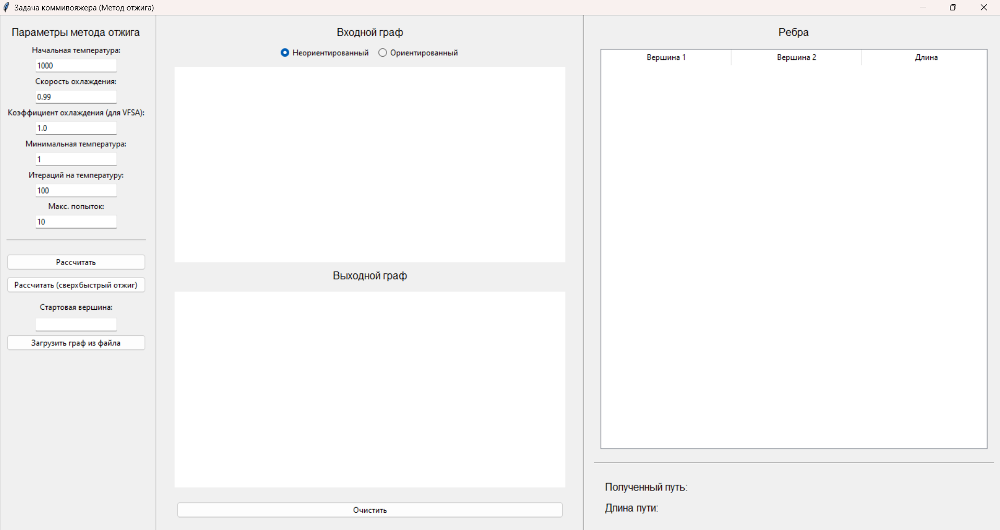 Задача коммивояжера (Метод отжига)
Параметры метода отжига
Начальная температура:
1000
Скорость охлаждения:
0.99
Коэффициент охлаждения (для VFSA):
1.0
Минимальная температура:
1
Итераций на температуру:
100
Макс. попыток:
10
Рассчитать
Рассчитать (сверхбыстрый отжиг)
Стартовая вершина:
Загрузить граф из файла
Входной граф
Неориентированный Ориентированный
Выходной граф
Очистить
Ребра
Вершина 1 Вершина 2 Длина
Полученный путь:
Длина пути: